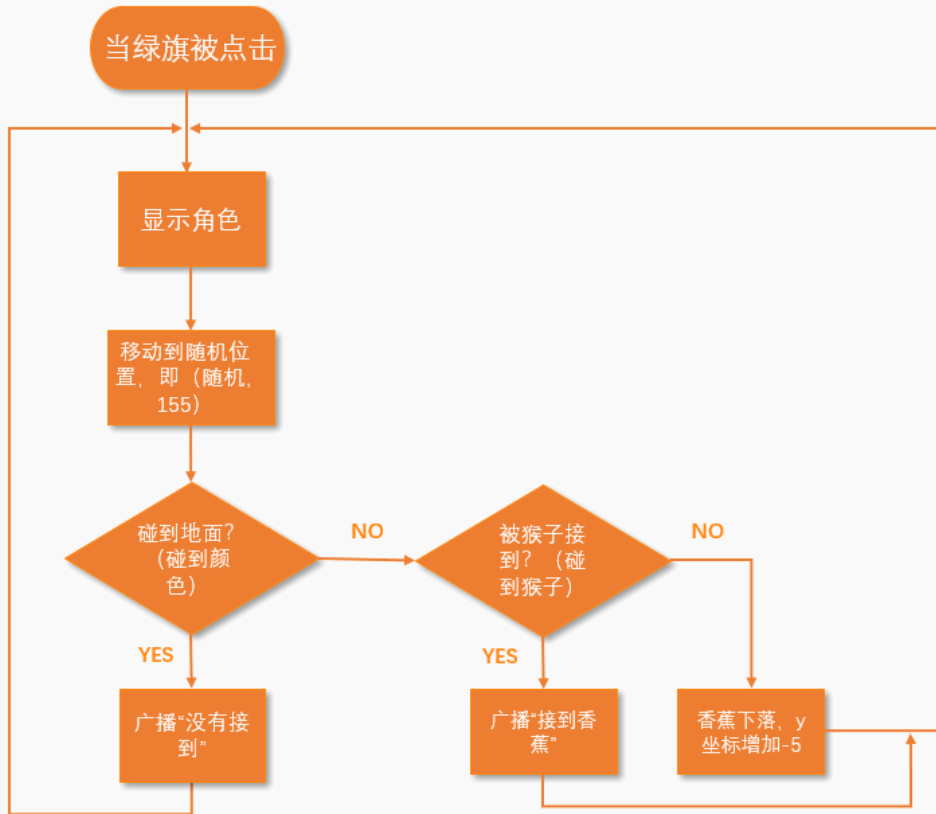 当绿旗被点击
显示角色
移动到随机位
置，即（随机，
155）
碰到地面？
（碰到颜
色）
NO
被猴子接
到？（碰
到猴子）
NO
YES
YES
广播“没有接
到”
广播“接到香
蕉”
香蕉下落，y
坐标增加-5